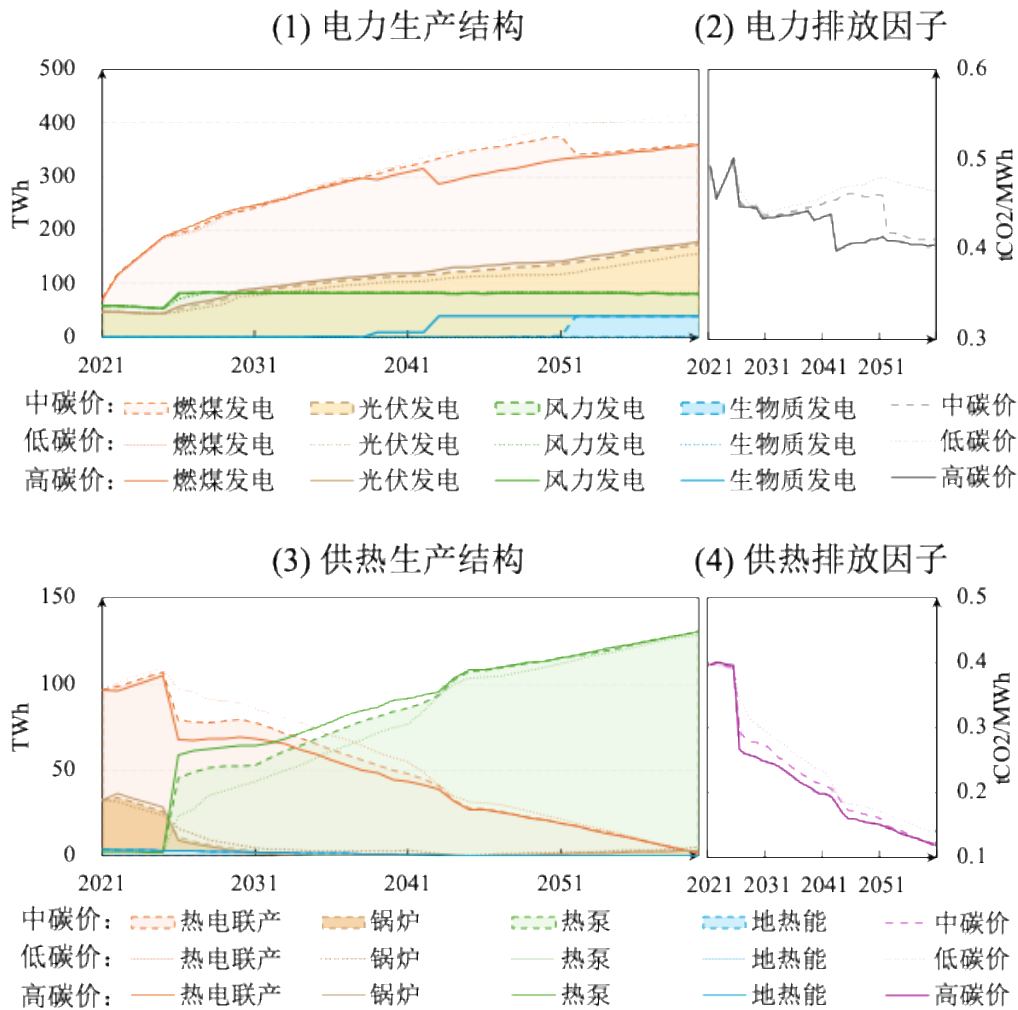 (1) 电力生产结构
(2) 电力排放因子
500
400
300
200
100
0
TWh
2021
2031
2041
2051
0.6
0.5
0.4
0.3
tCO2/MWh
2021
2031
2041
2051
中碳价: 燃煤发电 光伏发电 风力发电 生物质发电 中碳价
低碳价: 燃煤发电 光伏发电 风力发电 生物质发电 低碳价
高碳价: 燃煤发电 光伏发电 风力发电 生物质发电 高碳价
(3) 供热生产结构
(4) 供热排放因子
150
100
50
0
TWh
2021
2031
2041
2051
0.5
0.4
0.3
0.2
0.1
tCO2/MWh
2021
2031
2041
2051
中碳价: 热电联产 锅炉 热泵 地热能 中碳价
低碳价: 热电联产 锅炉 热泵 地热能 低碳价
高碳价: 热电联产 锅炉 热泵 地热能 高碳价